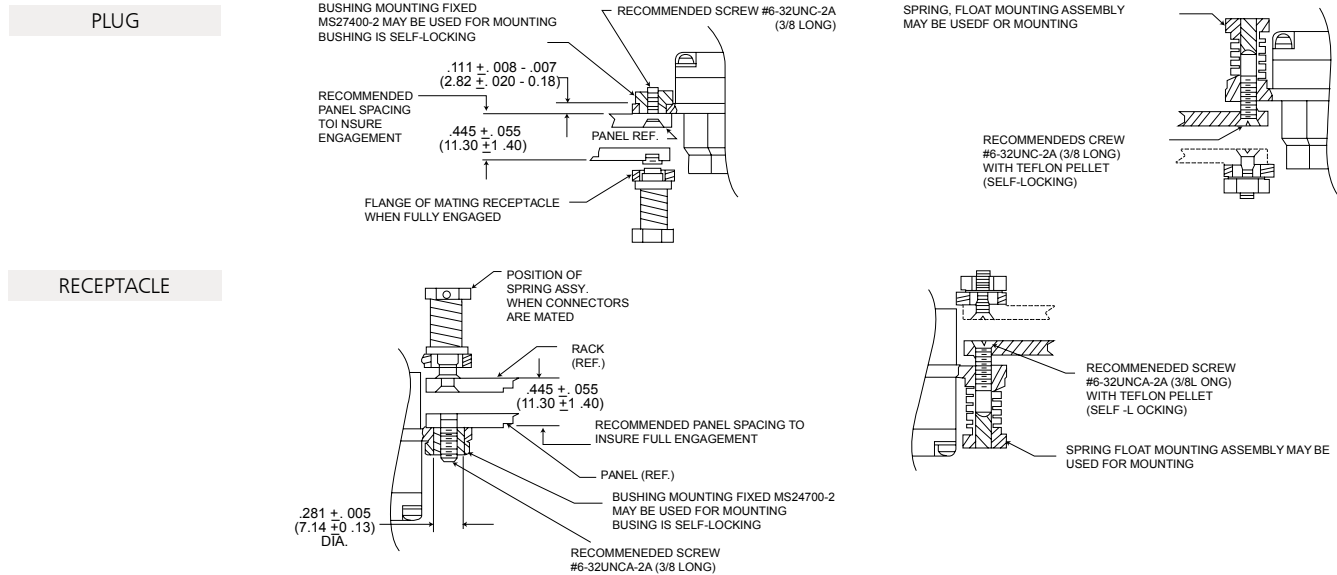 PLUG
BUSHING MOUNTING FIXED
MS27400-2 MAY BE USED FOR MOUNTING
BUSHING IS SELF-LOCKING
RECOMMENDED SCREW #6-32UNC-2A
(3/8 LONG)
.111 +. 008 - .007
(2.82 +. 020 - 0.18)
RECOMMENDED
PANEL SPACING
TOI NSURE
ENGAGEMENT
.445 +. 055
(11.30 +1 .40)
PANEL REF.
FLANGE OF MATING RECEPTACLE
WHEN FULLY ENGAGED
SPRING, FLOAT MOUNTING ASSEMBLY
MAY BE USEDF OR MOUNTING
RECOMMENDEDS CREW
#6-32UNC-2A (3/8 LONG)
WITH TEFLON PELLET
(SELF-LOCKING)
RECEPTACLE
POSITION OF
SPRING ASSY.
WHEN CONNECTORS
ARE MATED
RACK
(REF.)
.445 +. 055
(11.30 +1 .40)
RECOMMENDED PANEL SPACING TO
INSURE FULL ENGAGEMENT
PANEL (REF.)
BUSHING MOUNTING FIXED MS24700-2
MAY BE USED FOR MOUNTING
BUSING IS SELF-LOCKING
.281 +. 005
(7.14 +0 .13)
DIA.
RECOMMENEDED SCREW
#6-32UNCA-2A (3/8 LONG)
RECOMMENEDED SCREW
#6-32UNCA-2A (3/8L ONG)
WITH TEFLON PELLET
(SELF -L OCKING)
SPRING FLOAT MOUNTING ASSEMBLY MAY BE
USED FOR MOUNTING